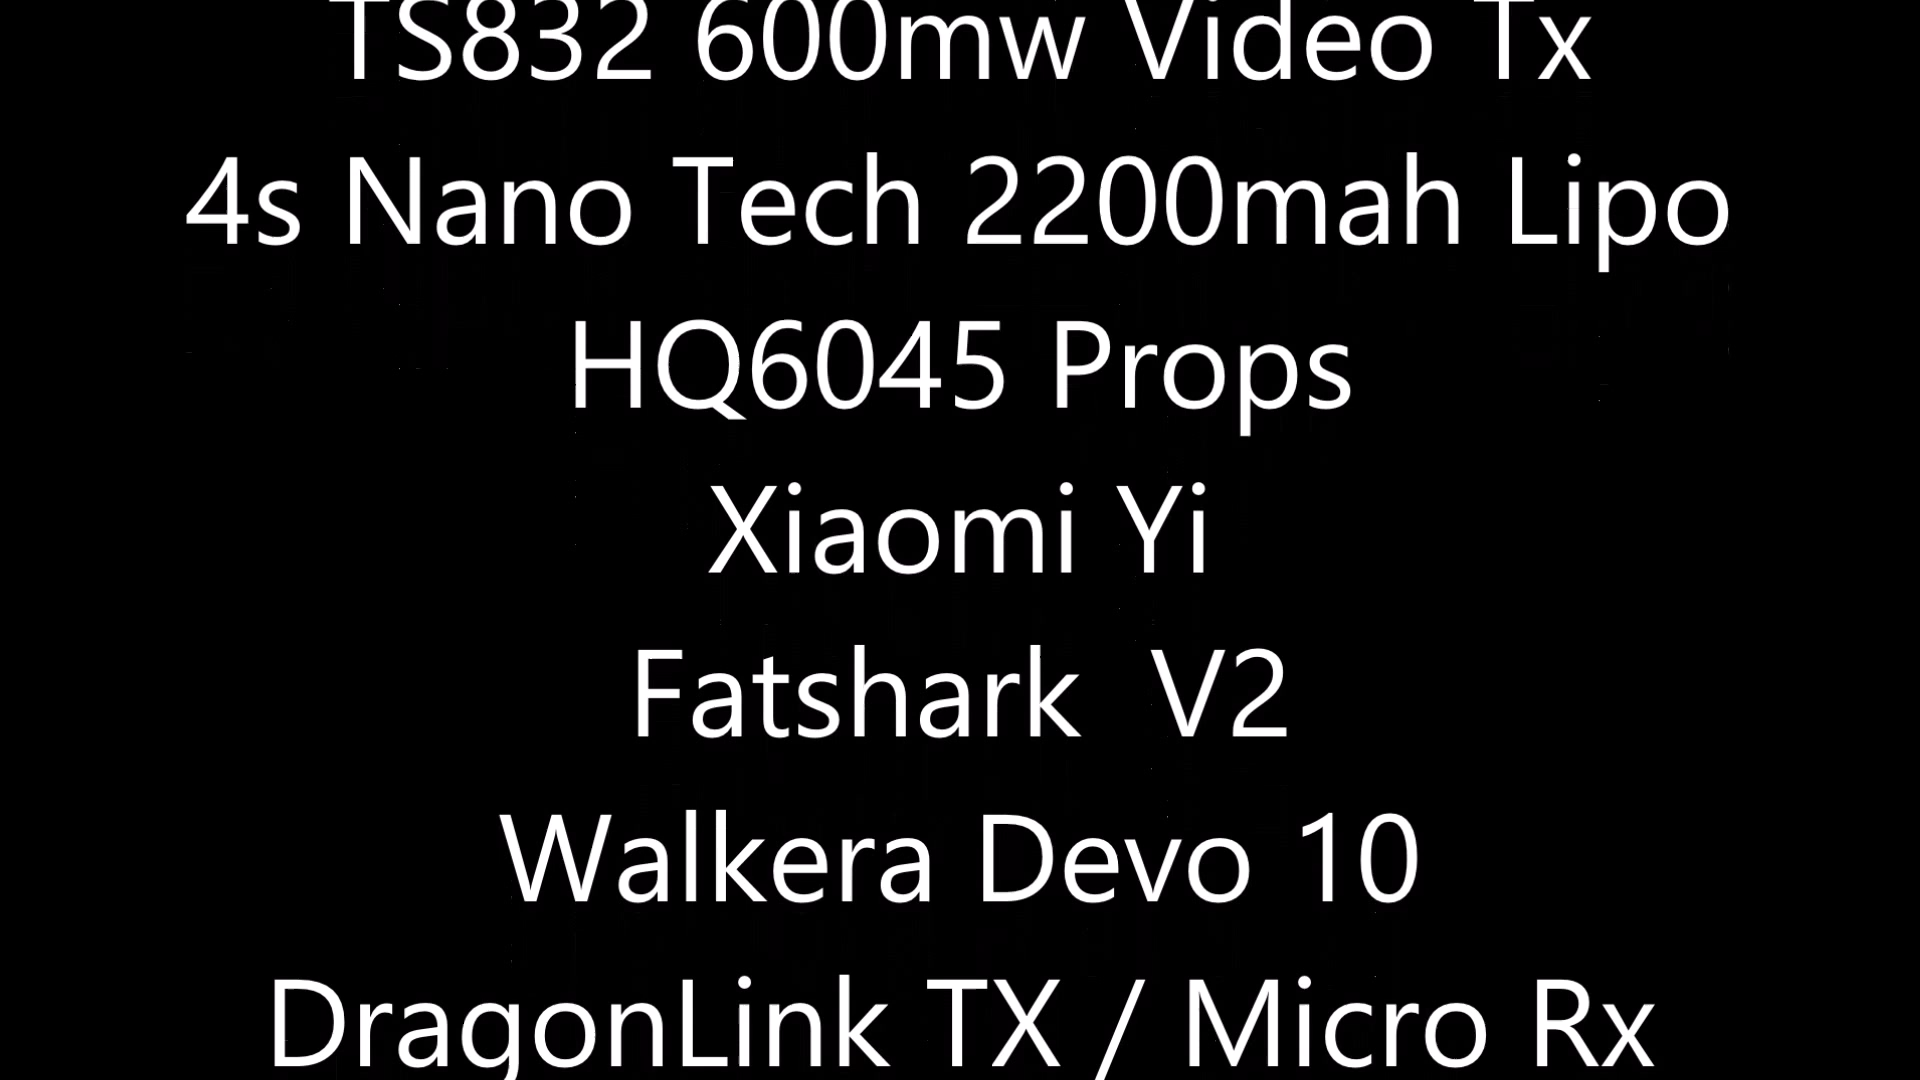 TS832 600mw Video Tx
4s Nano Tech 2200mah Lipo
HQ6045 Props
Xiaomi Yi
Fatshark  V2
Walkera Devo 10
DragonLink TX / Micro Rx